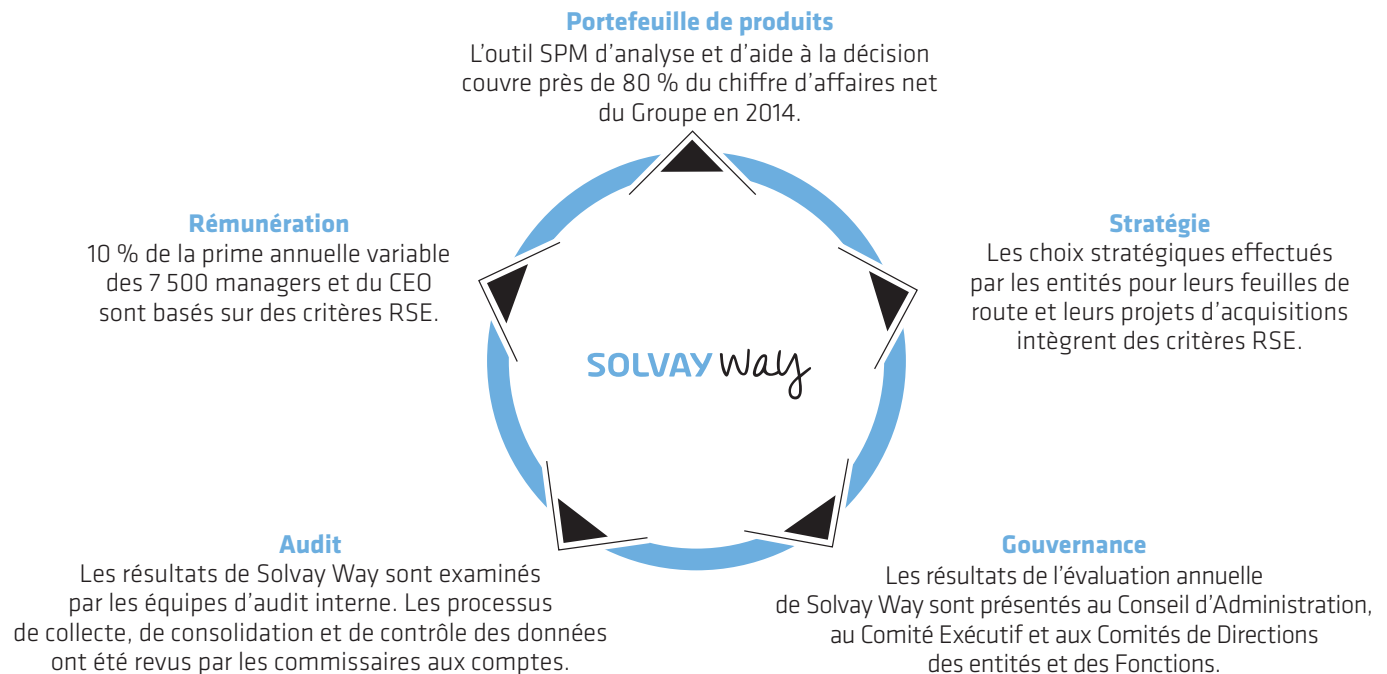 Portefeuille de produits
L’outil SPM d’analyse et d’aide à la décision
couvre près de 80 % du chiffre d’affaires net
du Groupe en 2014.
Rémunération
10 % de la prime annuelle variable
des 7 500 managers et du CEO
sont basés sur des critères RSE.
Stratégie
Les choix stratégiques effectués
par les entités pour leurs feuilles de
route et leurs projets d’acquisitions
intègrent des critères RSE.
SOLVAY way
Audit
Les résultats de Solvay Way sont examinés
par les équipes d’audit interne. Les processus
de collecte, de consolidation et de contrôle des données
ont été revus par les commissaires aux comptes.
Gouvernance
Les résultats de l’évaluation annuelle
de Solvay Way sont présentés au Conseil d’Administration,
au Comité Exécutif et aux Comités de Directions
des entités et des Fonctions.